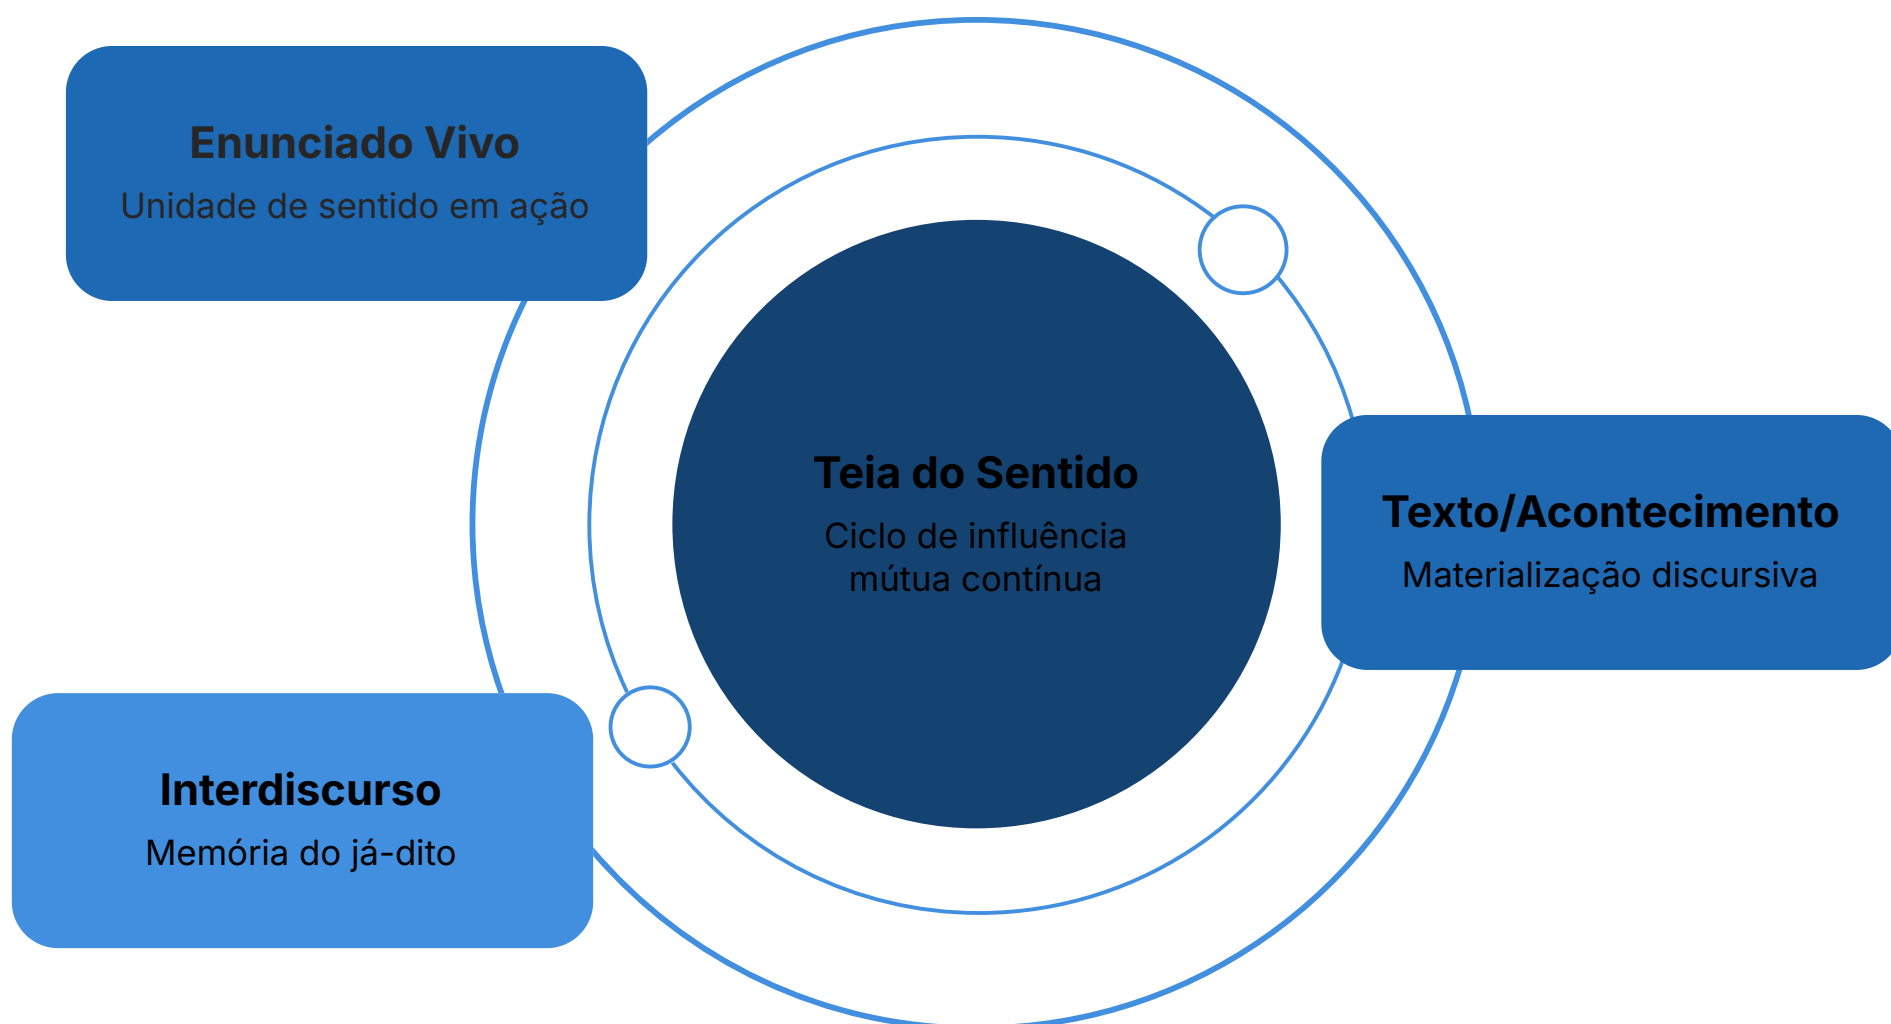 Enunciado Vivo
Unidade de sentido em ação
Teia do Sentido
Ciclo de influência
mútua contínua
Texto/Acontecimento
Materialização discursiva
Interdiscurso
Memória do já-dito